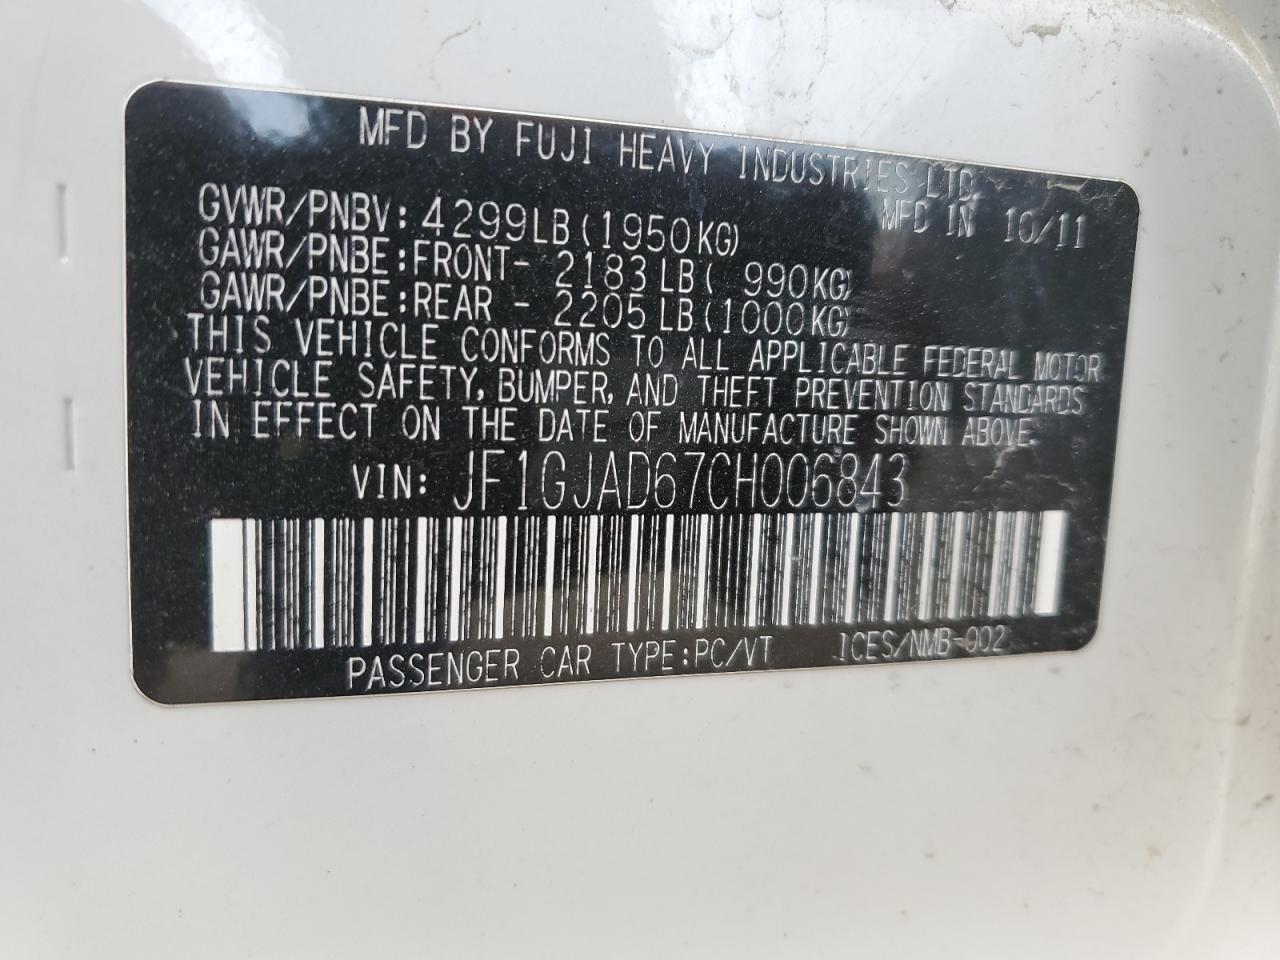 MFD BY FUJI HEAVY INDUSTRIES LTD.
MFD IN 10/11
GVWR/PNBV: 4299LB(1950KG)
GAWR/PNBE:FRONT- 2183LB( 990KG)
GAWR/PNBE:REAR - 2205LB(1000KG)
THIS VEHICLE CONFORMS TO ALL APPLICABLE FEDERAL MOTOR
VEHICLE SAFETY, BUMPER, AND THEFT PREVENTION STANDARDS
IN EFFECT ON THE DATE OF MANUFACTURE SHOWN ABOVE.
VIN: JF1GJAD67CH006843
PASSENGER CAR TYPE:PC/VT ICES/NMB-002